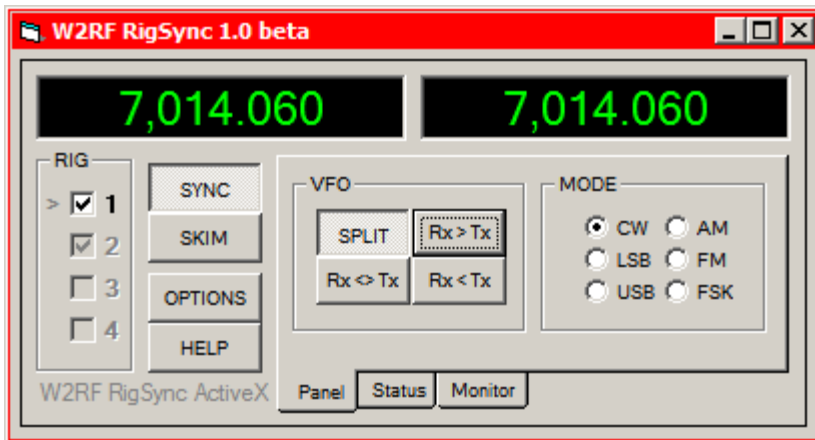 W2RF RigSync 1.0 beta
7,014.060
7,014.060
RIG
> 1
2
3
4
SYNC
SKIM
OPTIONS
HELP
W2RF RigSync ActiveX
VFO
SPLIT
Rx > Tx
Rx <> Tx
Rx < Tx
MODE
CW
AM
LSB
FM
USB
FSK
Panel
Status
Monitor